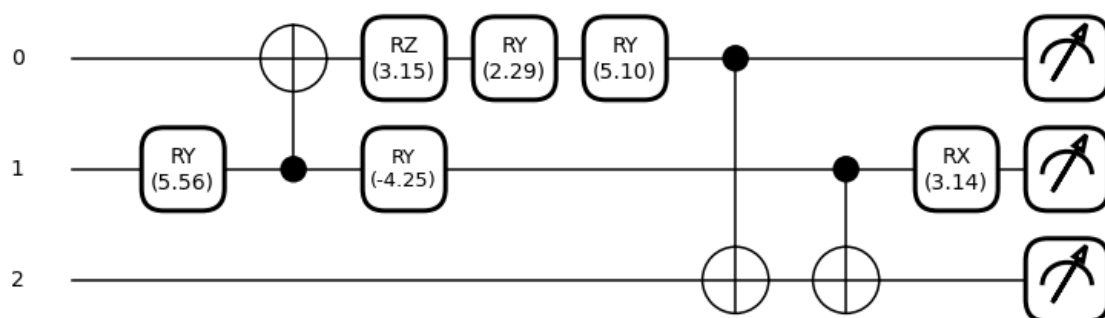 0
RZ
(3.15)
RY
(2.29)
RY
(5.10)
1
RY
(5.56)
RY
(-4.25)
RX
(3.14)
2